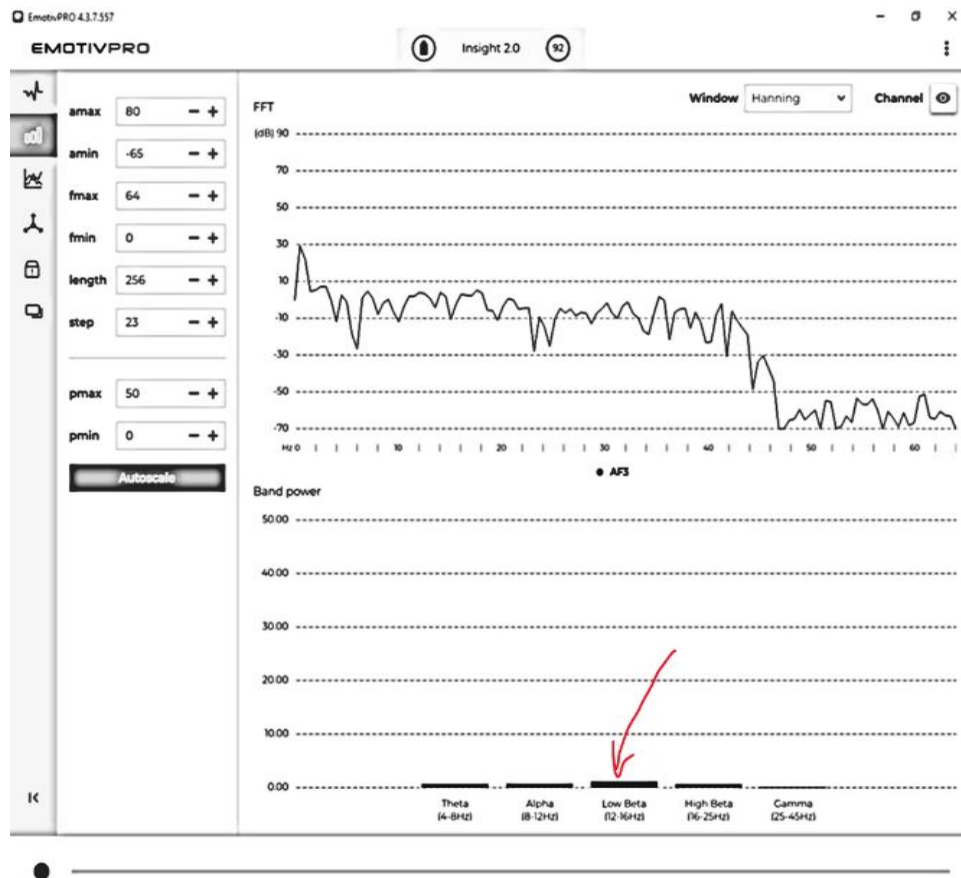 EmotivPRO 4.3.7.557
EMOTIVPRO
Insight 2.0
92
amax 80 - +
amin -65 - +
fmax 64 - +
fmin 0 - +
length 256 - +
step 23 - +
pmax 50 - +
pmin 0 - +
Autoscale
FFT
Window Hanning
Channel
(dB) 90
70
50
30
10
-10
-30
-50
-70
Hz 0 10 20 30 40 50 60
AF3
Band power
50.00
40.00
30.00
20.00
10.00
0.00
Theta Alpha Low Beta High Beta Gamma
(4-8Hz) (8-12Hz) (12-16Hz) (16-25Hz) (25-45Hz)